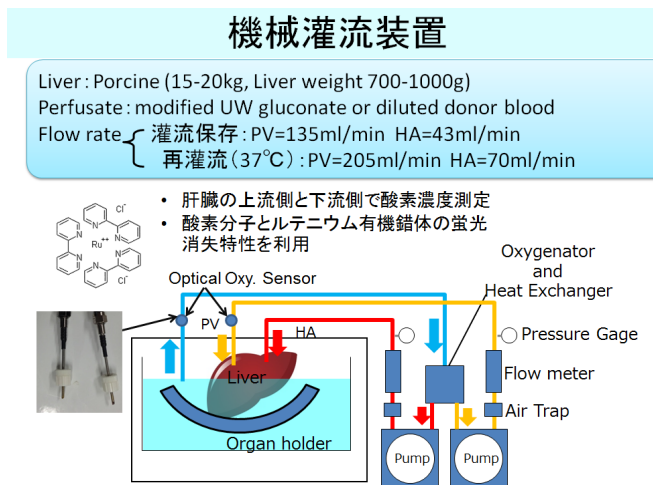 機械灌流装置
Liver：Porcine (15-20kg, Liver weight 700-1000g)
Perfusate：modified UW gluconate or diluted donor blood
Flow rate 灌流保存：PV=135ml/min HA=43ml/min
再灌流（37℃）：PV=205ml/min HA=70ml/min
• 肝臓の上流側と下流側で酸素濃度測定
• 酸素分子とルテニウム有機錯体の蛍光
消失特性を利用
Cl⁻
N N
N Ru⁺⁺ N
N N
Cl⁻
Oxygenator
and
Heat Exchanger
Optical Oxy. Sensor
PV
HA
Pressure Gage
Liver
Flow meter
Air Trap
Organ holder
Pump
Pump